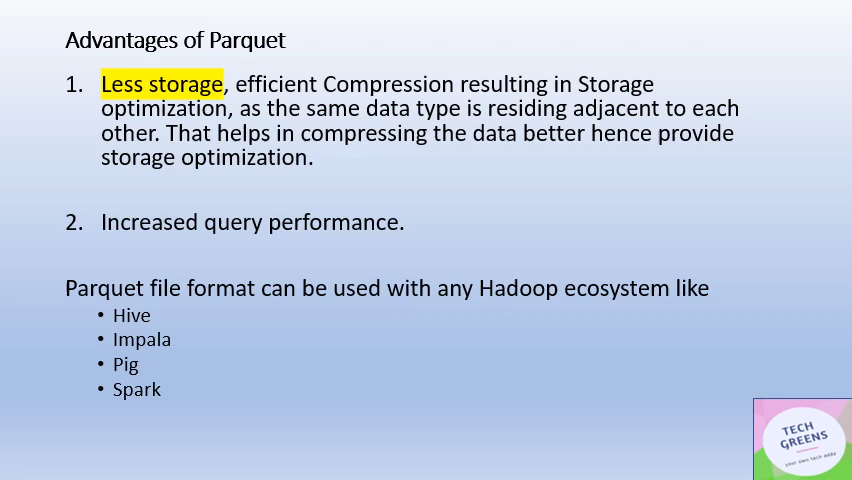 Advantages of Parquet
1. Less storage, efficient Compression resulting in Storage
optimization, as the same data type is residing adjacent to each
other. That helps in compressing the data better hence provide
storage optimization.
2. Increased query performance.
Parquet file format can be used with any Hadoop ecosystem like
• Hive
• Impala
• Pig
• Spark
TECH
GREENS
your own tech adda